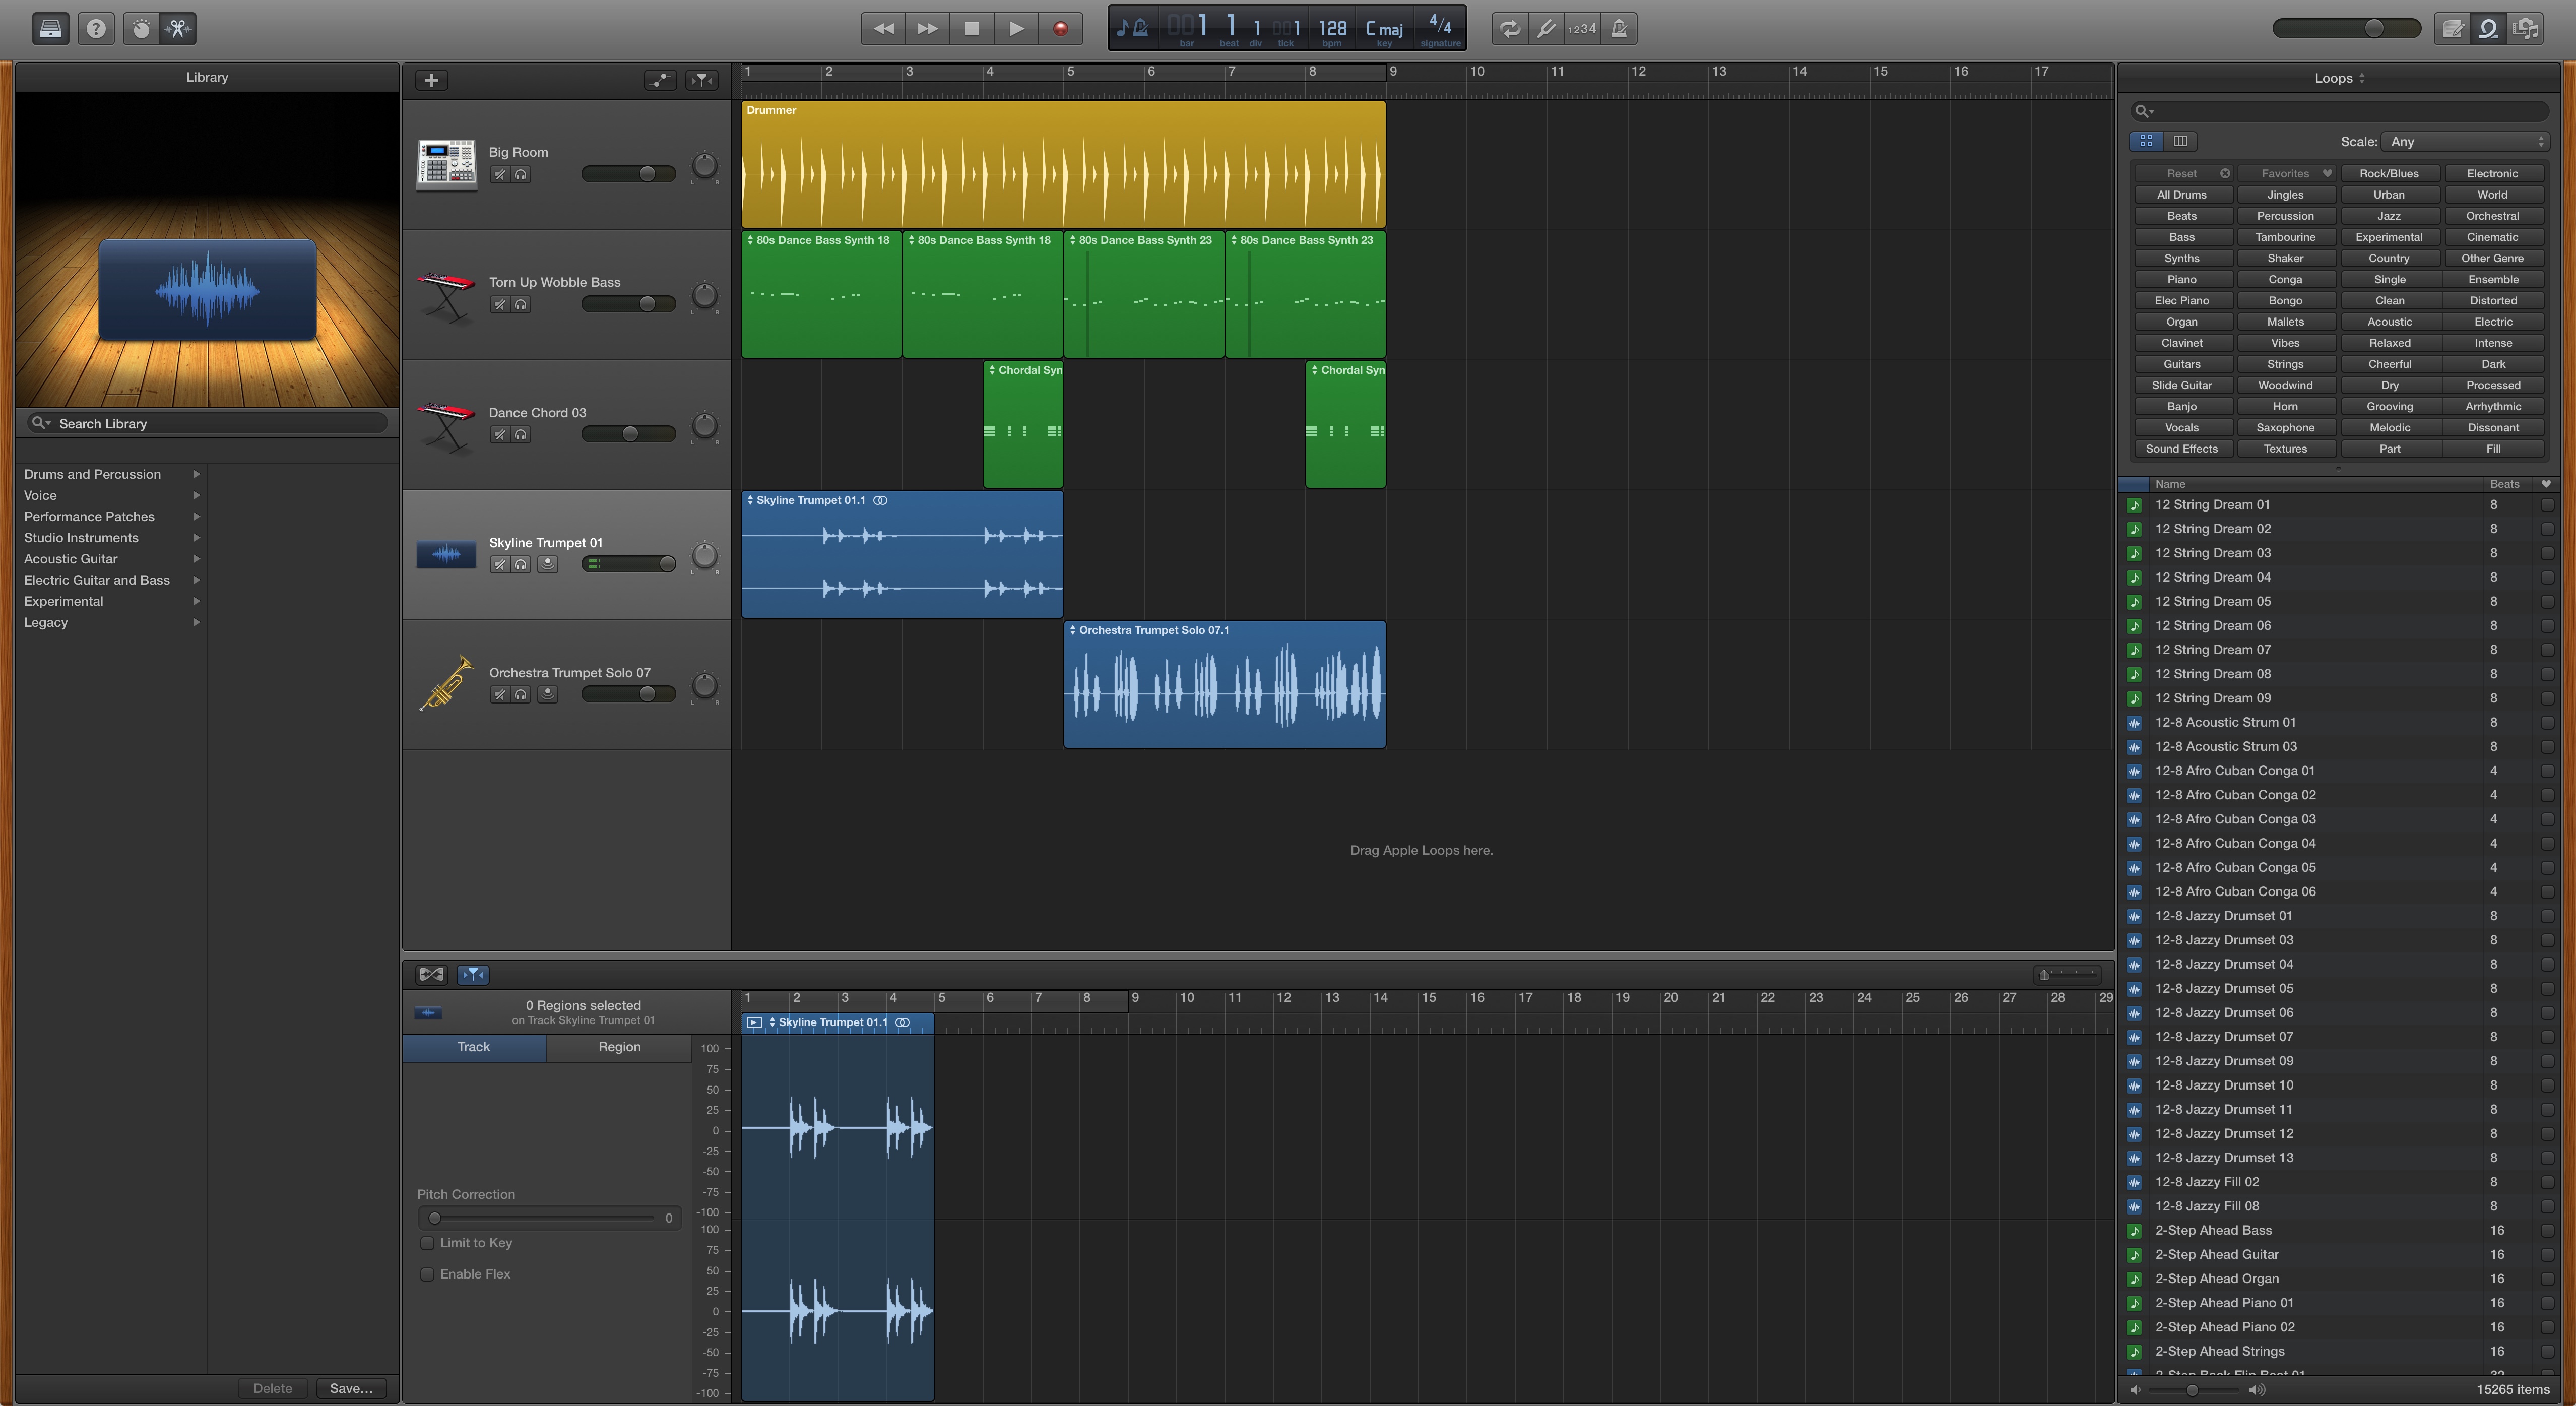 1234
001 1 1 001 128 C maj 4/4
bar beat div tick bpm key signature
Library
Search Library
Drums and Percussion
Voice
Performance Patches
Studio Instruments
Acoustic Guitar
Electric Guitar and Bass
Experimental
Legacy
Delete Save...
1 2 3 4 5 6 7 8 9 10 11 12 13 14 15 16 17
Big Room
L R
Drummer
Torn Up Wobble Bass
L R
80s Dance Bass Synth 18 80s Dance Bass Synth 18 80s Dance Bass Synth 23 80s Dance Bass Synth 23
Dance Chord 03
L R
Chordal Syn Chordal Syn
Skyline Trumpet 01
L R
Skyline Trumpet 01.1
Orchestra Trumpet Solo 07
L R
Orchestra Trumpet Solo 07.1
Drag Apple Loops here.
0 Regions selected
on Track Skyline Trumpet 01
Track Region
Pitch Correction
0
Limit to Key
Enable Flex
1 2 3 4 5 6 7 8 9 10 11 12 13 14 15 16 17 18 19 20 21 22 23 24 25 26 27 28 29
Skyline Trumpet 01.1
100
75
50
25
0
-25
-50
-75
-100
100
75
50
25
0
-25
-50
-75
-100
Loops
Scale: Any
Reset Favorites Rock/Blues Electronic
All Drums Jingles Urban World
Beats Percussion Jazz Orchestral
Bass Tambourine Experimental Cinematic
Synths Shaker Country Other Genre
Piano Conga Single Ensemble
Elec Piano Bongo Clean Distorted
Organ Mallets Acoustic Electric
Clavinet Vibes Relaxed Intense
Guitars Strings Cheerful Dark
Slide Guitar Woodwind Dry Processed
Banjo Horn Grooving Arrhythmic
Vocals Saxophone Melodic Dissonant
Sound Effects Textures Part Fill
Name Beats
12 String Dream 01 8
12 String Dream 02 8
12 String Dream 03 8
12 String Dream 04 8
12 String Dream 05 8
12 String Dream 06 8
12 String Dream 07 8
12 String Dream 08 8
12 String Dream 09 8
12-8 Acoustic Strum 01 8
12-8 Acoustic Strum 03 8
12-8 Afro Cuban Conga 01 4
12-8 Afro Cuban Conga 02 4
12-8 Afro Cuban Conga 03 4
12-8 Afro Cuban Conga 04 4
12-8 Afro Cuban Conga 05 4
12-8 Afro Cuban Conga 06 4
12-8 Jazzy Drumset 01 8
12-8 Jazzy Drumset 03 8
12-8 Jazzy Drumset 04 8
12-8 Jazzy Drumset 05 8
12-8 Jazzy Drumset 06 8
12-8 Jazzy Drumset 07 8
12-8 Jazzy Drumset 09 8
12-8 Jazzy Drumset 10 8
12-8 Jazzy Drumset 11 8
12-8 Jazzy Drumset 12 8
12-8 Jazzy Drumset 13 8
12-8 Jazzy Fill 02 8
12-8 Jazzy Fill 08 8
2-Step Ahead Bass 16
2-Step Ahead Guitar 16
2-Step Ahead Organ 16
2-Step Ahead Piano 01 16
2-Step Ahead Piano 02 16
2-Step Ahead Strings 16
15265 items